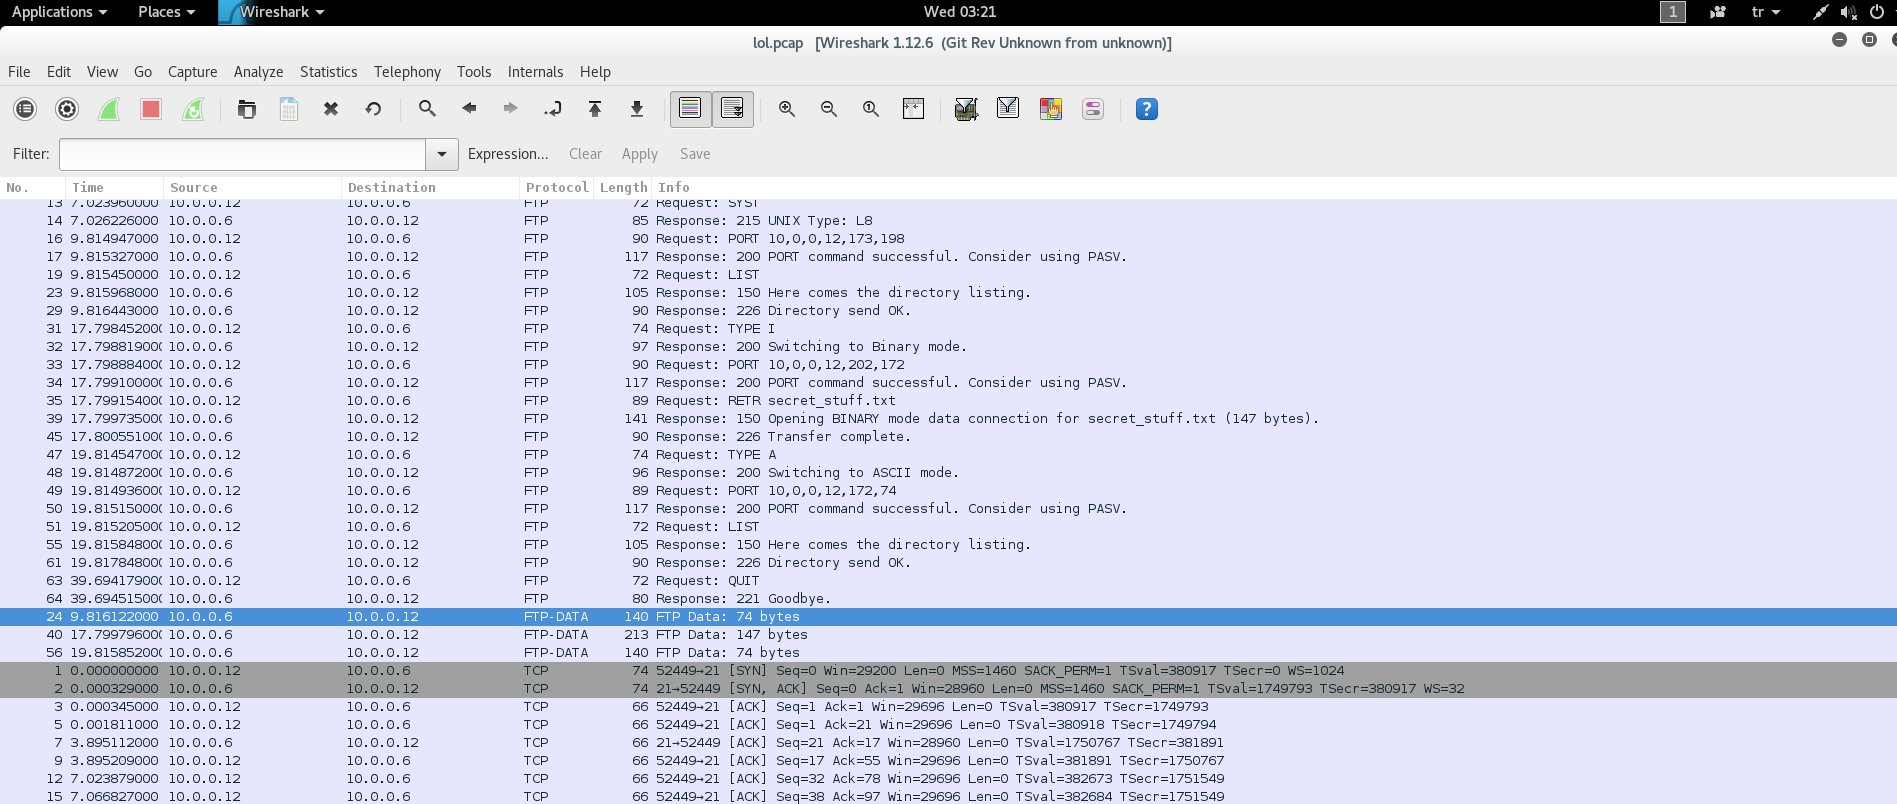 Applications Places Wireshark Wed 03:21 1 tr
lol.pcap [Wireshark 1.12.6 (Git Rev Unknown from unknown)]
File Edit View Go Capture Analyze Statistics Telephony Tools Internals Help
Filter: Expression... Clear Apply Save
No. Time Source Destination Protocol Length Info
13 7.023960000 10.0.0.12 10.0.0.6 FTP 72 Request: SYST
14 7.026226000 10.0.0.6 10.0.0.12 FTP 85 Response: 215 UNIX Type: L8
16 9.814947000 10.0.0.12 10.0.0.6 FTP 90 Request: PORT 10,0,0,12,173,198
17 9.815327000 10.0.0.6 10.0.0.12 FTP 117 Response: 200 PORT command successful. Consider using PASV.
19 9.815450000 10.0.0.12 10.0.0.6 FTP 72 Request: LIST
23 9.815968000 10.0.0.6 10.0.0.12 FTP 105 Response: 150 Here comes the directory listing.
29 9.816443000 10.0.0.6 10.0.0.12 FTP 90 Response: 226 Directory send OK.
31 17.798452000 10.0.0.12 10.0.0.6 FTP 74 Request: TYPE I
32 17.798819000 10.0.0.6 10.0.0.12 FTP 97 Response: 200 Switching to Binary mode.
33 17.798884000 10.0.0.12 10.0.0.6 FTP 90 Request: PORT 10,0,0,12,202,172
34 17.799100000 10.0.0.6 10.0.0.12 FTP 117 Response: 200 PORT command successful. Consider using PASV.
35 17.799154000 10.0.0.12 10.0.0.6 FTP 89 Request: RETR secret_stuff.txt
39 17.799735000 10.0.0.6 10.0.0.12 FTP 141 Response: 150 Opening BINARY mode data connection for secret_stuff.txt (147 bytes).
45 17.800551000 10.0.0.6 10.0.0.12 FTP 90 Response: 226 Transfer complete.
47 19.814547000 10.0.0.12 10.0.0.6 FTP 74 Request: TYPE A
48 19.814872000 10.0.0.6 10.0.0.12 FTP 96 Response: 200 Switching to ASCII mode.
49 19.814936000 10.0.0.12 10.0.0.6 FTP 89 Request: PORT 10,0,0,12,172,74
50 19.815150000 10.0.0.6 10.0.0.12 FTP 117 Response: 200 PORT command successful. Consider using PASV.
51 19.815205000 10.0.0.12 10.0.0.6 FTP 72 Request: LIST
55 19.815848000 10.0.0.6 10.0.0.12 FTP 105 Response: 150 Here comes the directory listing.
61 19.817848000 10.0.0.6 10.0.0.12 FTP 90 Response: 226 Directory send OK.
63 39.694179000 10.0.0.12 10.0.0.6 FTP 72 Request: QUIT
64 39.694515000 10.0.0.6 10.0.0.12 FTP 80 Response: 221 Goodbye.
24 9.816122000 10.0.0.6 10.0.0.12 FTP-DATA 140 FTP Data: 74 bytes
40 17.799796000 10.0.0.6 10.0.0.12 FTP-DATA 213 FTP Data: 147 bytes
56 19.815852000 10.0.0.6 10.0.0.12 FTP-DATA 140 FTP Data: 74 bytes
1 0.000000000 10.0.0.12 10.0.0.6 TCP 74 52449→21 [SYN] Seq=0 Win=29200 Len=0 MSS=1460 SACK_PERM=1 TSval=380917 TSecr=0 WS=1024
2 0.000329000 10.0.0.6 10.0.0.12 TCP 74 21→52449 [SYN, ACK] Seq=0 Ack=1 Win=28960 Len=0 MSS=1460 SACK_PERM=1 TSval=1749793 TSecr=380917 WS=32
3 0.000345000 10.0.0.12 10.0.0.6 TCP 66 52449→21 [ACK] Seq=1 Ack=1 Win=29696 Len=0 TSval=380917 TSecr=1749793
5 0.001811000 10.0.0.12 10.0.0.6 TCP 66 52449→21 [ACK] Seq=1 Ack=21 Win=29696 Len=0 TSval=380918 TSecr=1749794
7 3.895112000 10.0.0.6 10.0.0.12 TCP 66 21→52449 [ACK] Seq=21 Ack=17 Win=28960 Len=0 TSval=1750767 TSecr=381891
9 3.895209000 10.0.0.12 10.0.0.6 TCP 66 52449→21 [ACK] Seq=17 Ack=55 Win=29696 Len=0 TSval=381891 TSecr=1750767
12 7.023879000 10.0.0.12 10.0.0.6 TCP 66 52449→21 [ACK] Seq=32 Ack=78 Win=29696 Len=0 TSval=382673 TSecr=1751549
15 7.066827000 10.0.0.12 10.0.0.6 TCP 66 52449→21 [ACK] Seq=38 Ack=97 Win=29696 Len=0 TSval=382684 TSecr=1751549